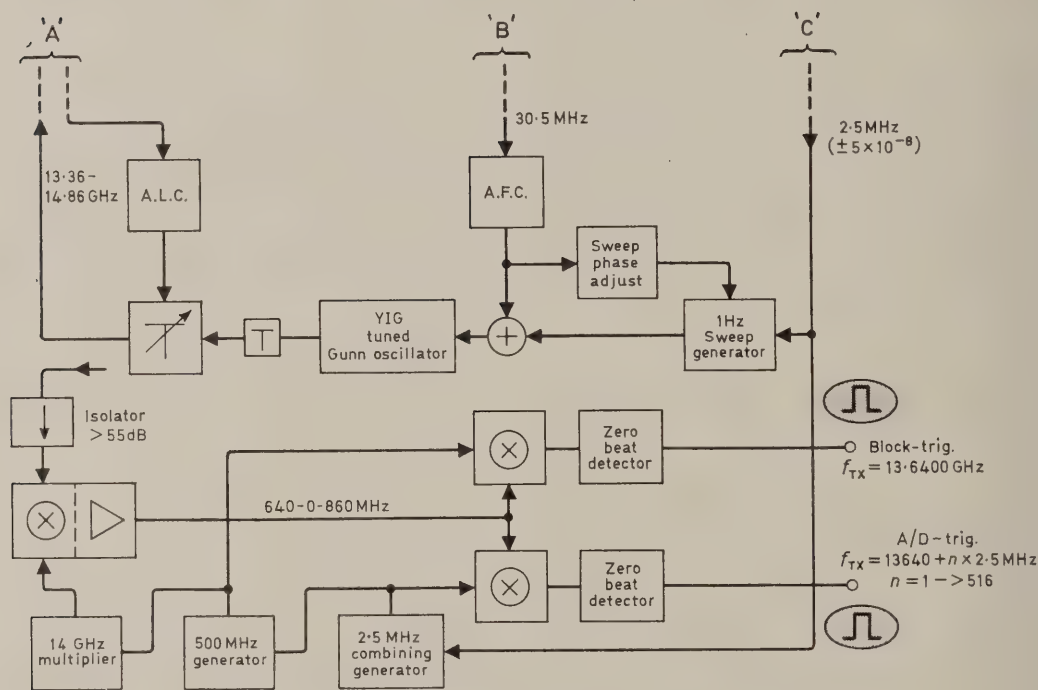 'A'
'B'
'C'
30·5 MHz
2·5 MHz
(±5×10⁻⁸)
13·36–
14·86 GHz
A.L.C.
A.F.C.
Sweep
phase
adjust
YIG
tuned
Gunn oscillator
+
1Hz
Sweep
generator
Isolator
>55dB
Zero
beat
detector
Block-trig.
fTX = 13.6400 GHz
640-0-860 MHz
A/D-trig.
fTX = 13640 + n × 2·5 MHz
n = 1 –> 516
Zero
beat
detector
14 GHz
multiplier
500 MHz
generator
2·5 MHz
combining
generator